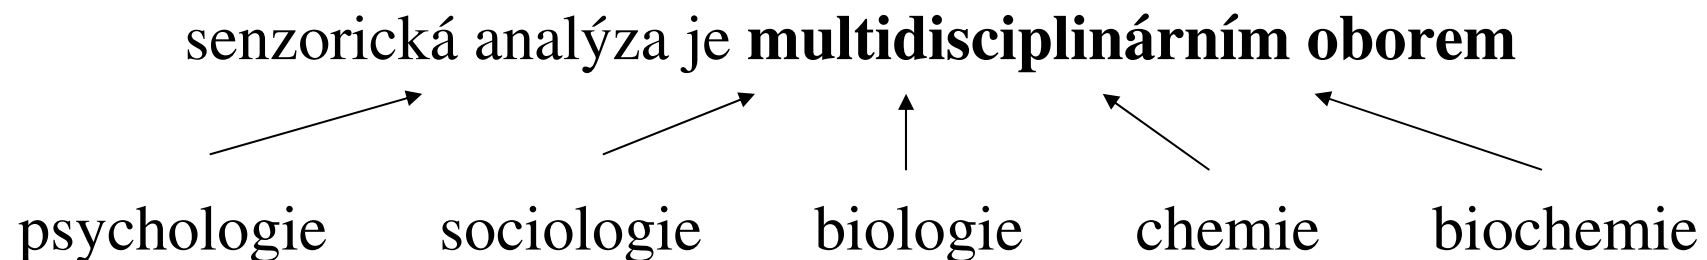 senzorická analýza je multidisciplinárním oborem
psychologie sociologie biologie chemie biochemie